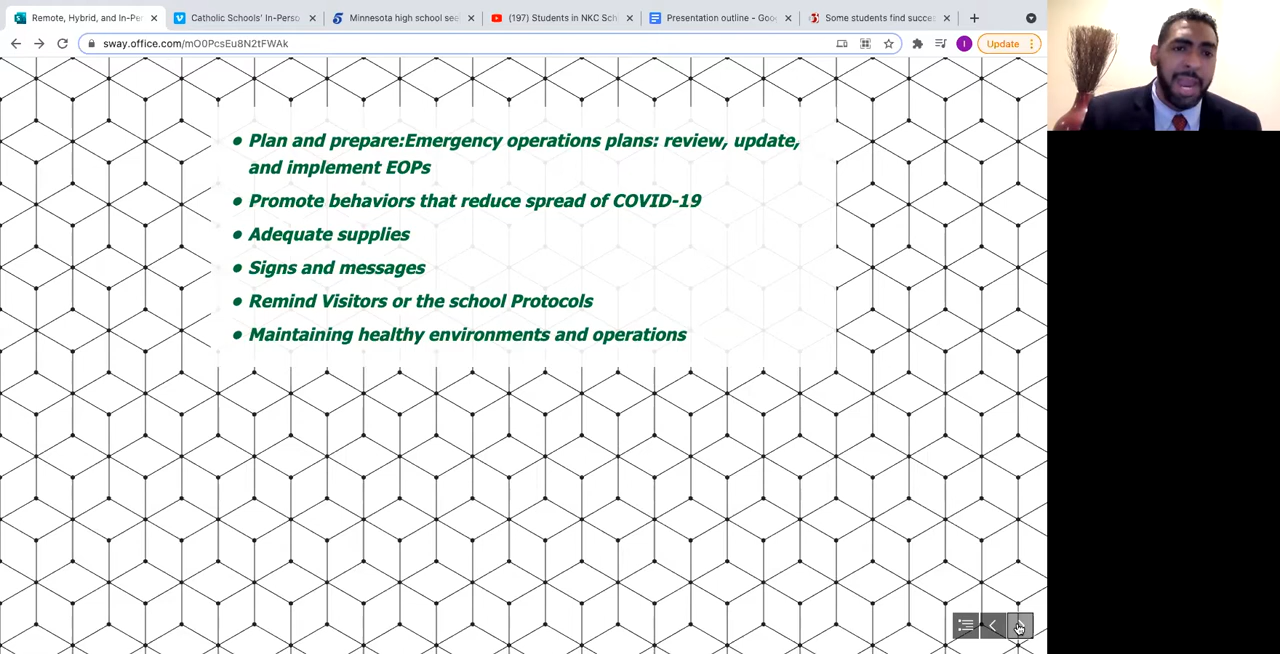 Remote, Hybrid, and In-Per
Catholic Schools' In-Perso
Minnesota high school see
(197) Students in NKC Sch
Presentation outline - Goo
Some students find succe
sway.office.com/mO0PcsEu8N2tFWAk
I
Update
• Plan and prepare:Emergency operations plans: review, update,
and implement EOPs
• Promote behaviors that reduce spread of COVID-19
• Adequate supplies
• Signs and messages
• Remind Visitors or the school Protocols
• Maintaining healthy environments and operations